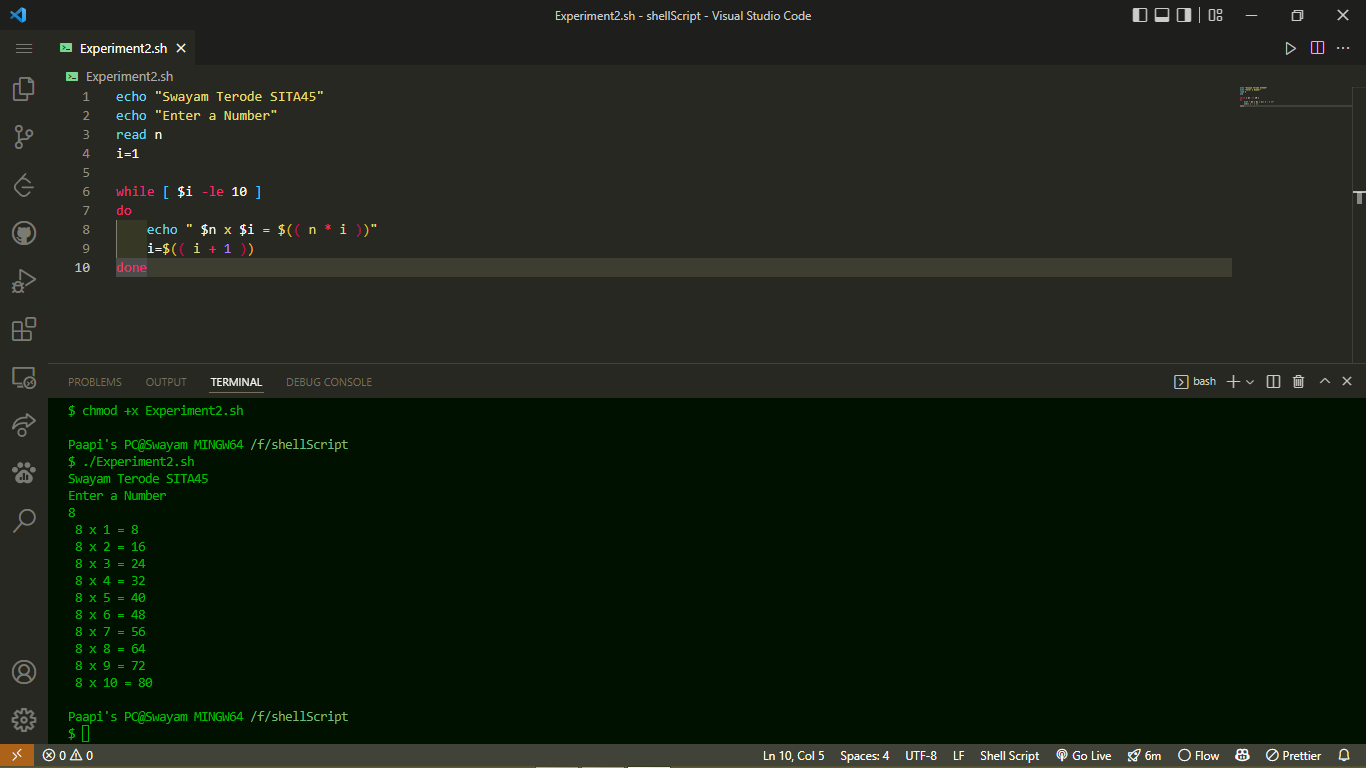 Experiment2.sh - shellScript - Visual Studio Code
Experiment2.sh
Experiment2.sh
1 echo "Swayam Terode SITA45"
2 echo "Enter a Number"
3 read n
4 i=1
5
6 while [ $i -le 10 ]
7 do
8     echo " $n x $i = $(( n * i ))"
9     i=$(( i + 1 ))
10 done
PROBLEMS OUTPUT TERMINAL DEBUG CONSOLE bash
$ chmod +x Experiment2.sh
Paapi's PC@Swayam MINGW64 /f/shellScript
$ ./Experiment2.sh
Swayam Terode SITA45
Enter a Number
8
 8 x 1 = 8
 8 x 2 = 16
 8 x 3 = 24
 8 x 4 = 32
 8 x 5 = 40
 8 x 6 = 48
 8 x 7 = 56
 8 x 8 = 64
 8 x 9 = 72
 8 x 10 = 80
Paapi's PC@Swayam MINGW64 /f/shellScript
$
0 0 Ln 10, Col 5 Spaces: 4 UTF-8 LF Shell Script Go Live 6m Flow Prettier